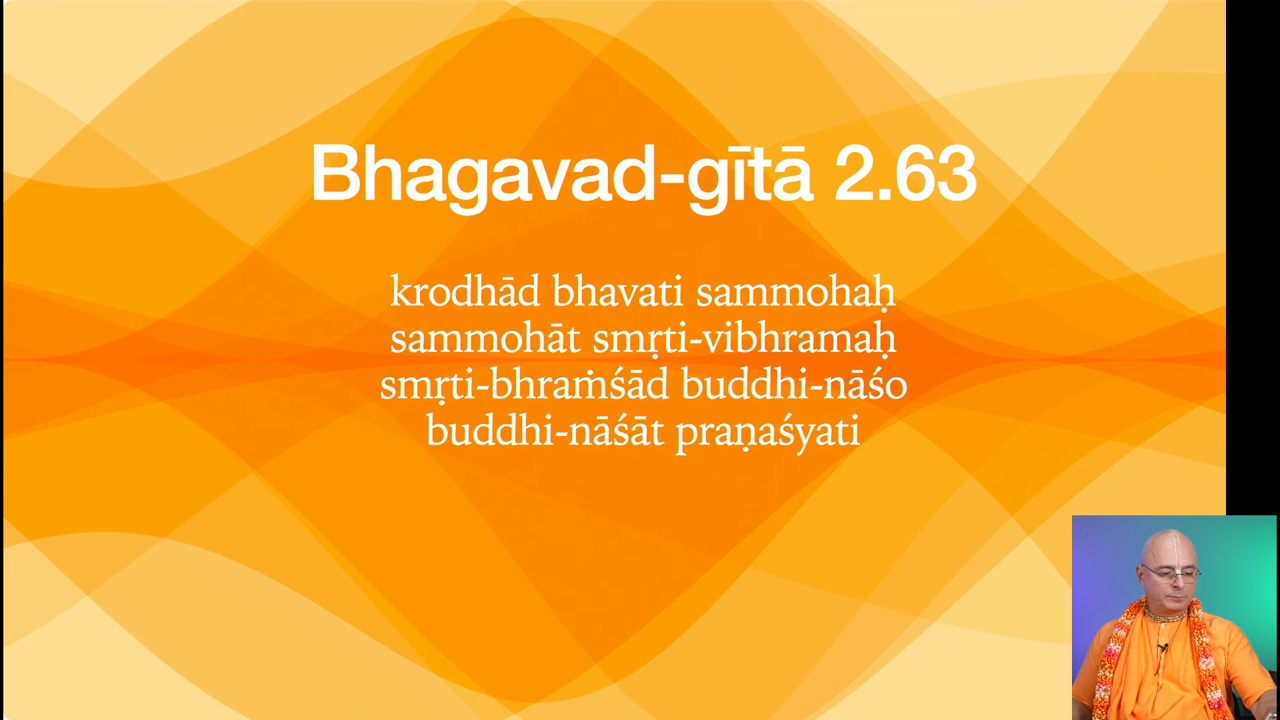 Bhagavad-gītā 2.63
krodhād bhavati sammohaḥ
sammohāt smṛti-vibhramaḥ
smṛti-bhraṁśād buddhi-nāśo
buddhi-nāśāt praṇaśyati